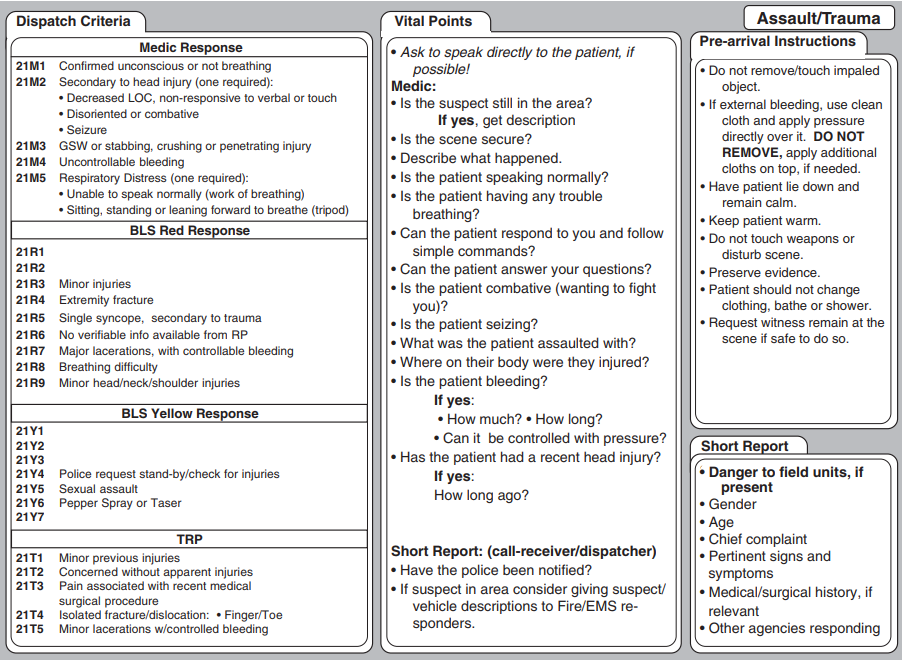 Dispatch Criteria
Medic Response
21M1 Confirmed unconscious or not breathing
21M2 Secondary to head injury (one required):
• Decreased LOC, non-responsive to verbal or touch
• Disoriented or combative
• Seizure
21M3 GSW or stabbing, crushing or penetrating injury
21M4 Uncontrollable bleeding
21M5 Respiratory Distress (one required):
• Unable to speak normally (work of breathing)
• Sitting, standing or leaning forward to breathe (tripod)
BLS Red Response
21R1
21R2
21R3 Minor injuries
21R4 Extremity fracture
21R5 Single syncope, secondary to trauma
21R6 No verifiable info available from RP
21R7 Major lacerations, with controllable bleeding
21R8 Breathing difficulty
21R9 Minor head/neck/shoulder injuries
BLS Yellow Response
21Y1
21Y2
21Y3
21Y4 Police request stand-by/check for injuries
21Y5 Sexual assault
21Y6 Pepper Spray or Taser
21Y7
TRP
21T1 Minor previous injuries
21T2 Concerned without apparent injuries
21T3 Pain associated with recent medical
surgical procedure
21T4 Isolated fracture/dislocation: • Finger/Toe
21T5 Minor lacerations w/controlled bleeding
Vital Points
• Ask to speak directly to the patient, if
possible!
Medic:
• Is the suspect still in the area?
If yes, get description
• Is the scene secure?
• Describe what happened.
• Is the patient speaking normally?
• Is the patient having any trouble
breathing?
• Can the patient respond to you and follow
simple commands?
• Can the patient answer your questions?
• Is the patient combative (wanting to fight
you)?
• Is the patient seizing?
• What was the patient assaulted with?
• Where on their body were they injured?
• Is the patient bleeding?
If yes:
• How much? • How long?
• Can it be controlled with pressure?
• Has the patient had a recent head injury?
If yes:
How long ago?
Short Report: (call-receiver/dispatcher)
• Have the police been notified?
• If suspect in area consider giving suspect/
vehicle descriptions to Fire/EMS re-
sponders.
Assault/Trauma
Pre-arrival Instructions
• Do not remove/touch impaled
object.
• If external bleeding, use clean
cloth and apply pressure
directly over it. DO NOT
REMOVE, apply additional
cloths on top, if needed.
• Have patient lie down and
remain calm.
• Keep patient warm.
• Do not touch weapons or
disturb scene.
• Preserve evidence.
• Patient should not change
clothing, bathe or shower.
• Request witness remain at the
scene if safe to do so.
Short Report
• Danger to field units, if
present
• Gender
• Age
• Chief complaint
• Pertinent signs and
symptoms
• Medical/surgical history, if
relevant
• Other agencies responding